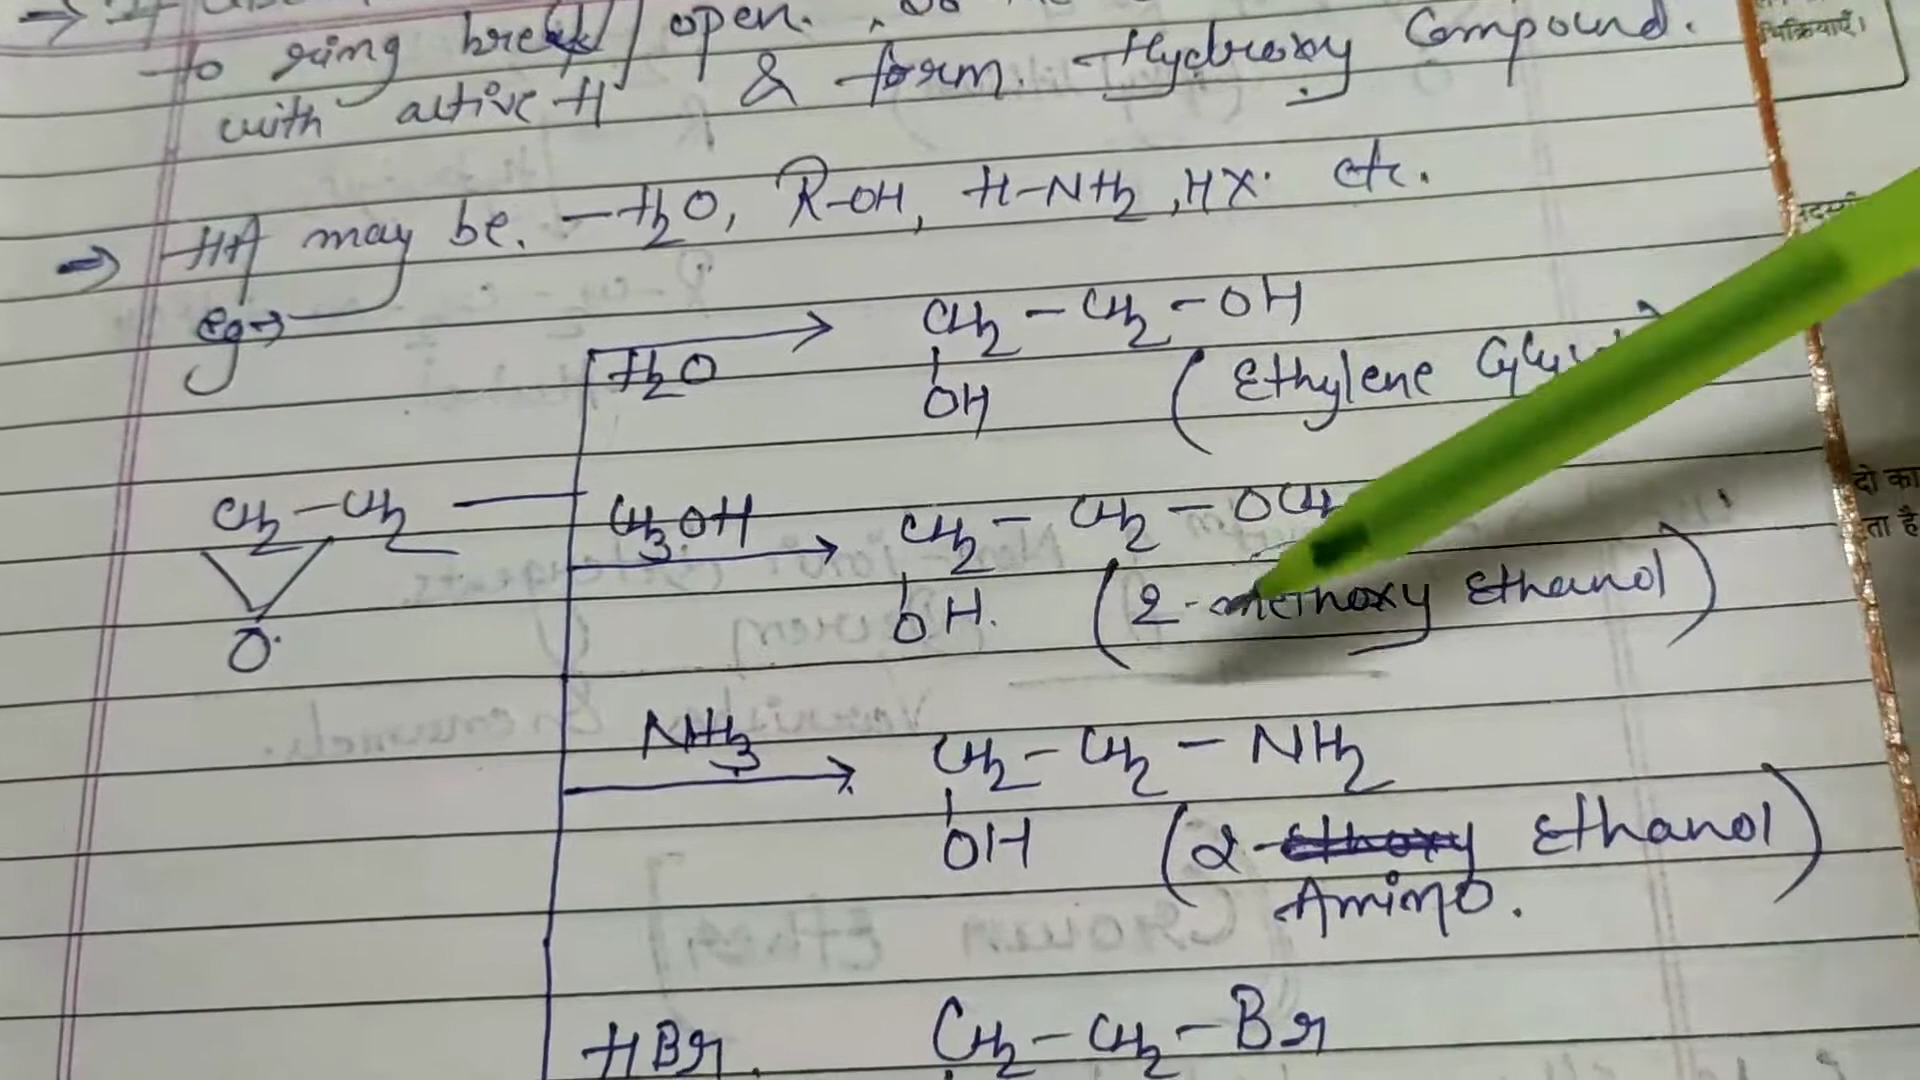 to ring break/open.
with active H & form. Hydroxy Compound.
⇒ HA may be. — H2O, R-OH, H-NH2, HX. etc.
eg→
H2O → CH2 - CH2 - OH
OH (Ethylene
CH2 - CH2
O
CH3OH → CH2 - CH2 - OCH
OH. (2-methoxy Ethanol)
NH3 → CH2 - CH2 - NH2
OH (2- Ethanol)
Amino.
HBr. CH2 - CH2 - Br
दो का
ता है